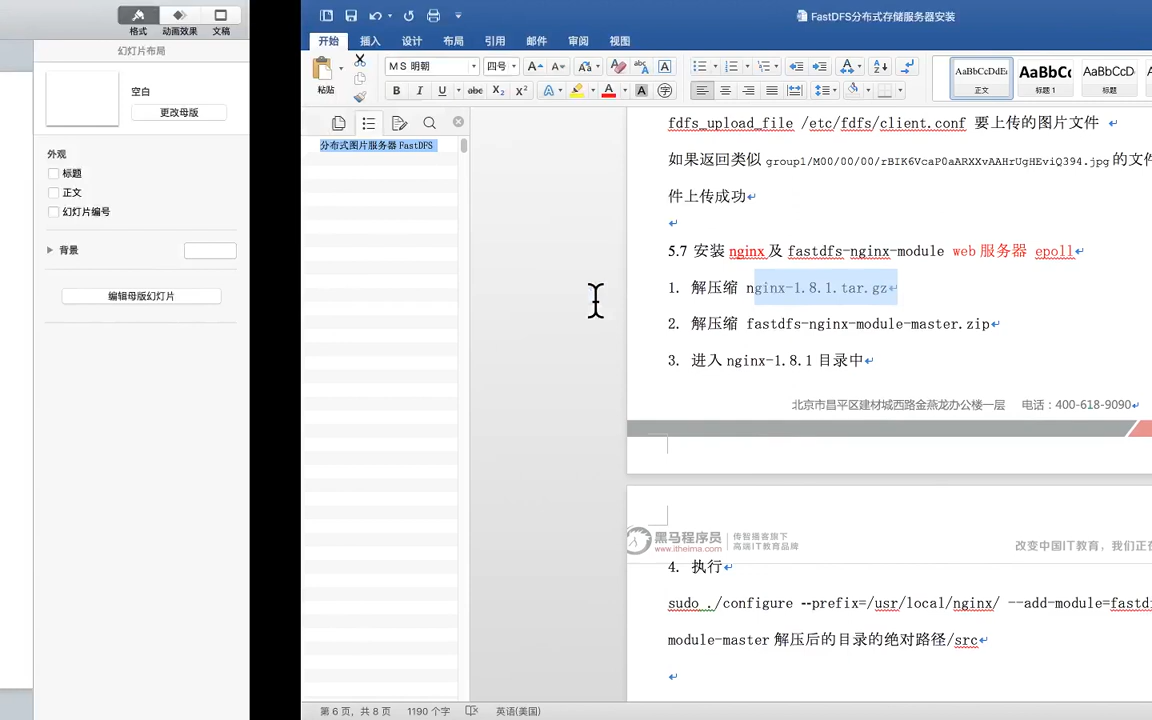 格式 动画效果 文稿
幻灯片布局
空白
更改母版
外观
标题
正文
幻灯片编号
背景
编辑母版幻灯片
FastDFS分布式存储服务器安装
开始 插入 设计 布局 引用 邮件 审阅 视图
粘贴
MS 明朝 四号
AaBbCcDdEe AaBbCc AaBbCcD
正文 标题 1 标题
分布式图片服务器 FastDFS
fdfs_upload_file /etc/fdfs/client.conf 要上传的图片文件
如果返回类似 group1/M00/00/00/rBIK6VcaP0aARXXvAAHrUgHEviQ394.jpg 的文
件上传成功
5.7 安装 nginx 及 fastdfs-nginx-module web 服务器 epoll
1. 解压缩 nginx-1.8.1.tar.gz
2. 解压缩 fastdfs-nginx-module-master.zip
3. 进入 nginx-1.8.1 目录中
北京市昌平区建材城西路金燕龙办公楼一层 电话：400-618-9090
黑马程序员 传智播客旗下
www.itheima.com 高端IT教育品牌
改变中国IT教育，我们正在
4. 执行
sudo ./configure --prefix=/usr/local/nginx/ --add-module=fastdf
module-master 解压后的目录的绝对路径/src
第 6 页，共 8 页 1190 个字 英语(美国)